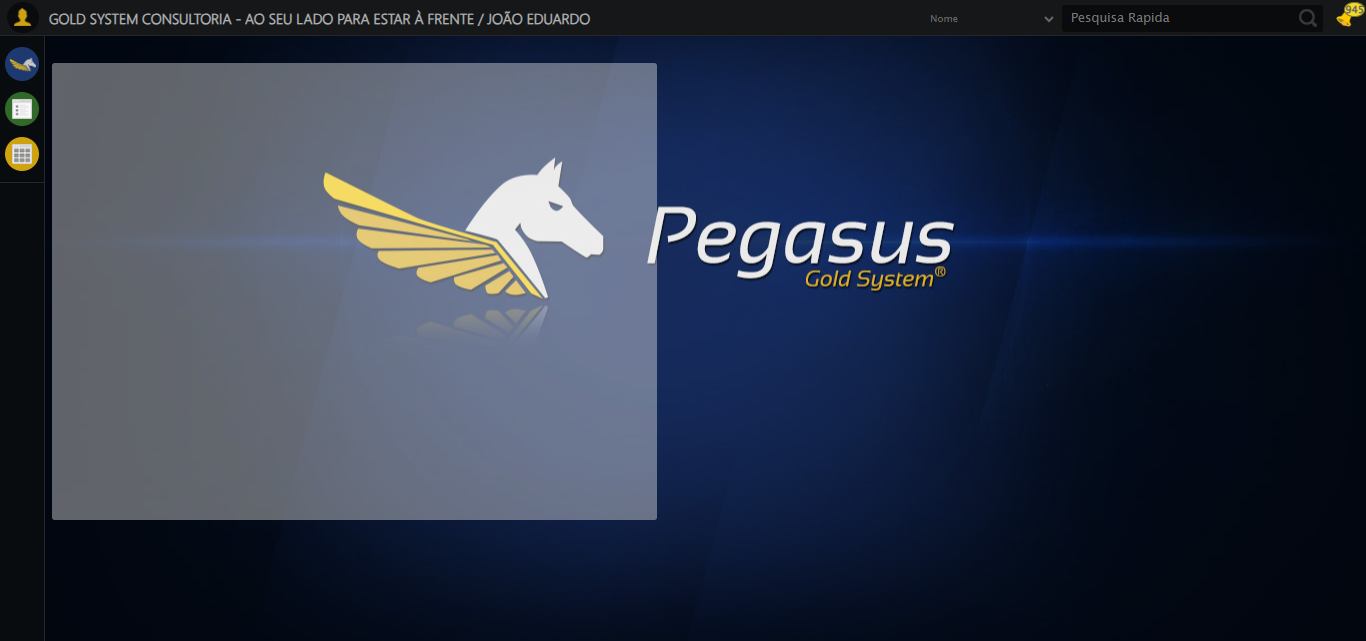 GOLD SYSTEM CONSULTORIA - AO SEU LADO PARA ESTAR À FRENTE / JOÃO EDUARDO
Nome
Pesquisa Rapida
945
Pegasus
Gold System®